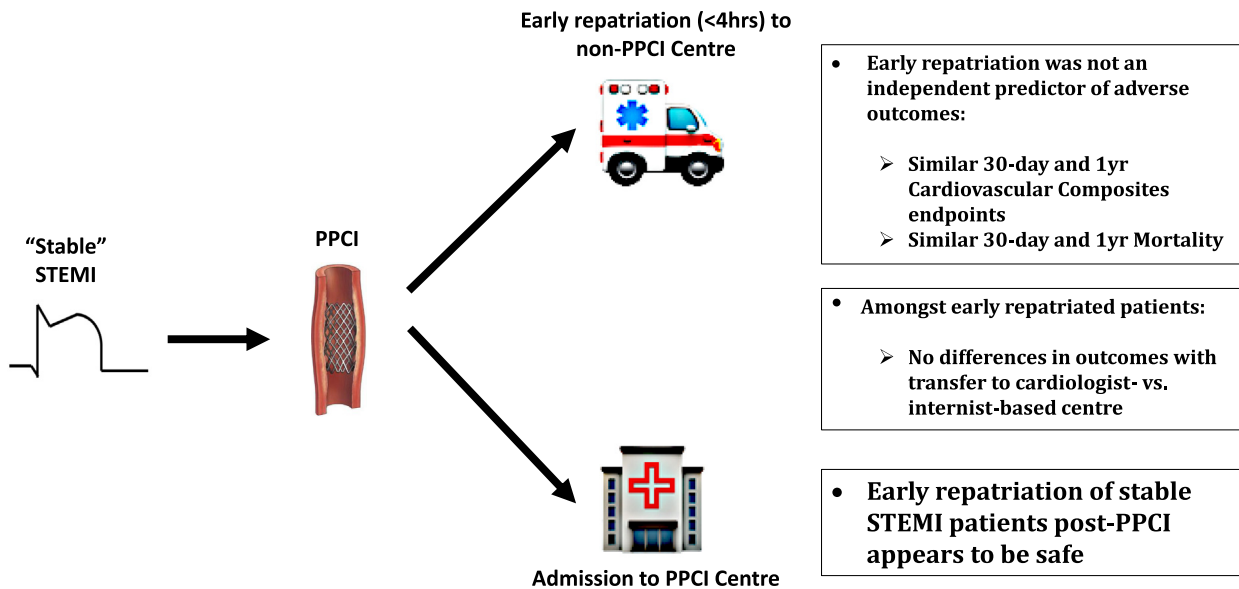 Early repatriation (<4hrs) to
non-PPCI Centre
"Stable"
STEMI
PPCI
Admission to PPCI Centre
• Early repatriation was not an
independent predictor of adverse
outcomes:
➢ Similar 30-day and 1yr
Cardiovascular Composites
endpoints
➢ Similar 30-day and 1yr Mortality
• Amongst early repatriated patients:
➢ No differences in outcomes with
transfer to cardiologist- vs.
internist-based centre
• Early repatriation of stable
STEMI patients post-PPCI
appears to be safe